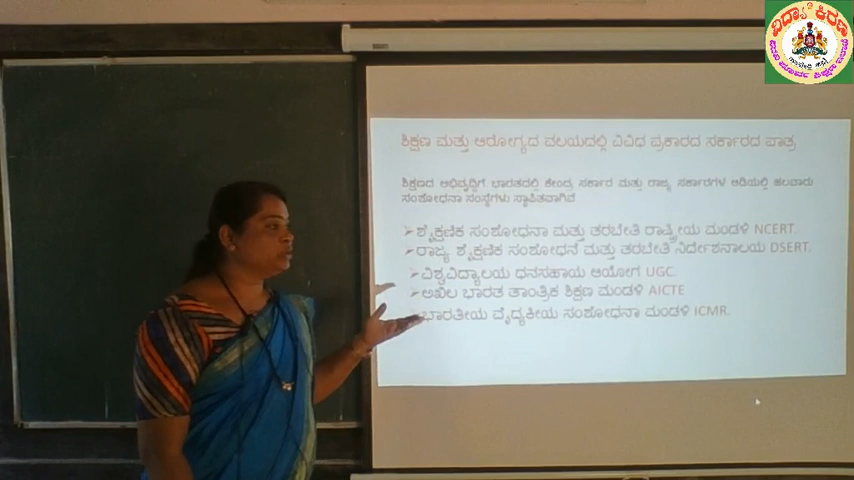 ವಿದ್ಯಾ ಕಿರಣ
ಶಿಕ್ಷಣ ಮತ್ತು ಆರೋಗ್ಯದ ವಲಯದಲ್ಲಿ ವಿವಿಧ ಪ್ರಕಾರದ ಸರ್ಕಾರದ ಪಾತ್ರ
ಶಿಕ್ಷಣದ ಅಭಿವೃದ್ಧಿಗೆ ಭಾರತದಲ್ಲಿ ಕೇಂದ್ರ ಸರ್ಕಾರ ಮತ್ತು ರಾಜ್ಯ ಸರ್ಕಾರಗಳ ಅಡಿಯಲ್ಲಿ ಹಲವಾರು
ಸಂಶೋಧನಾ ಸಂಸ್ಥೆಗಳು ಸ್ಥಾಪಿತವಾಗಿವೆ
➢ಶೈಕ್ಷಣಿಕ ಸಂಶೋಧನಾ ಮತ್ತು ತರಬೇತಿ ರಾಷ್ಟ್ರೀಯ ಮಂಡಳಿ NCERT.
➢ರಾಜ್ಯ ಶೈಕ್ಷಣಿಕ ಸಂಶೋಧನೆ ಮತ್ತು ತರಬೇತಿ ನಿರ್ದೇಶನಾಲಯ DSERT.
➢ವಿಶ್ವವಿದ್ಯಾಲಯ ಧನಸಹಾಯ ಆಯೋಗ UGC.
➢ಅಖಿಲ ಭಾರತ ತಾಂತ್ರಿಕ ಶಿಕ್ಷಣ ಮಂಡಳಿ AICTE
ಭಾರತೀಯ ವೈದ್ಯಕೀಯ ಸಂಶೋಧನಾ ಮಂಡಳಿ ICMR.